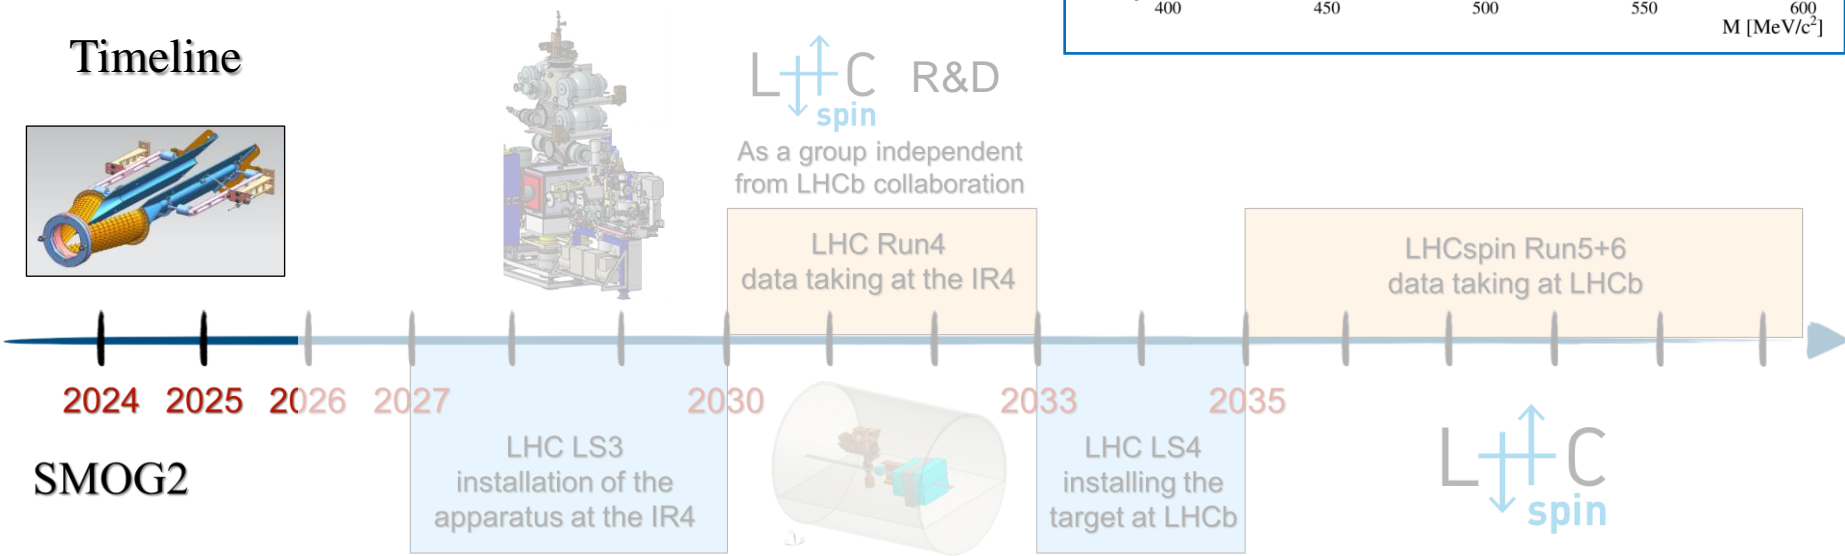 400 450 500 550 600
M [MeV/c²]
Timeline
LHC
spin
R&D
As a group independent
from LHCb collaboration
LHC Run4
data taking at the IR4
LHCspin Run5+6
data taking at LHCb
2024 2025 2026 2027 2030 2033 2035
SMOG2
LHC LS3
installation of the
apparatus at the IR4
LHC LS4
installing the
target at LHCb
LHC
spin